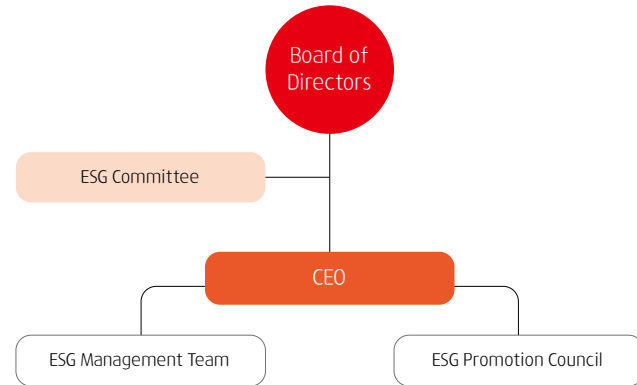 Board of
Directors
ESG Committee
CEO
ESG Management Team
ESG Promotion Council